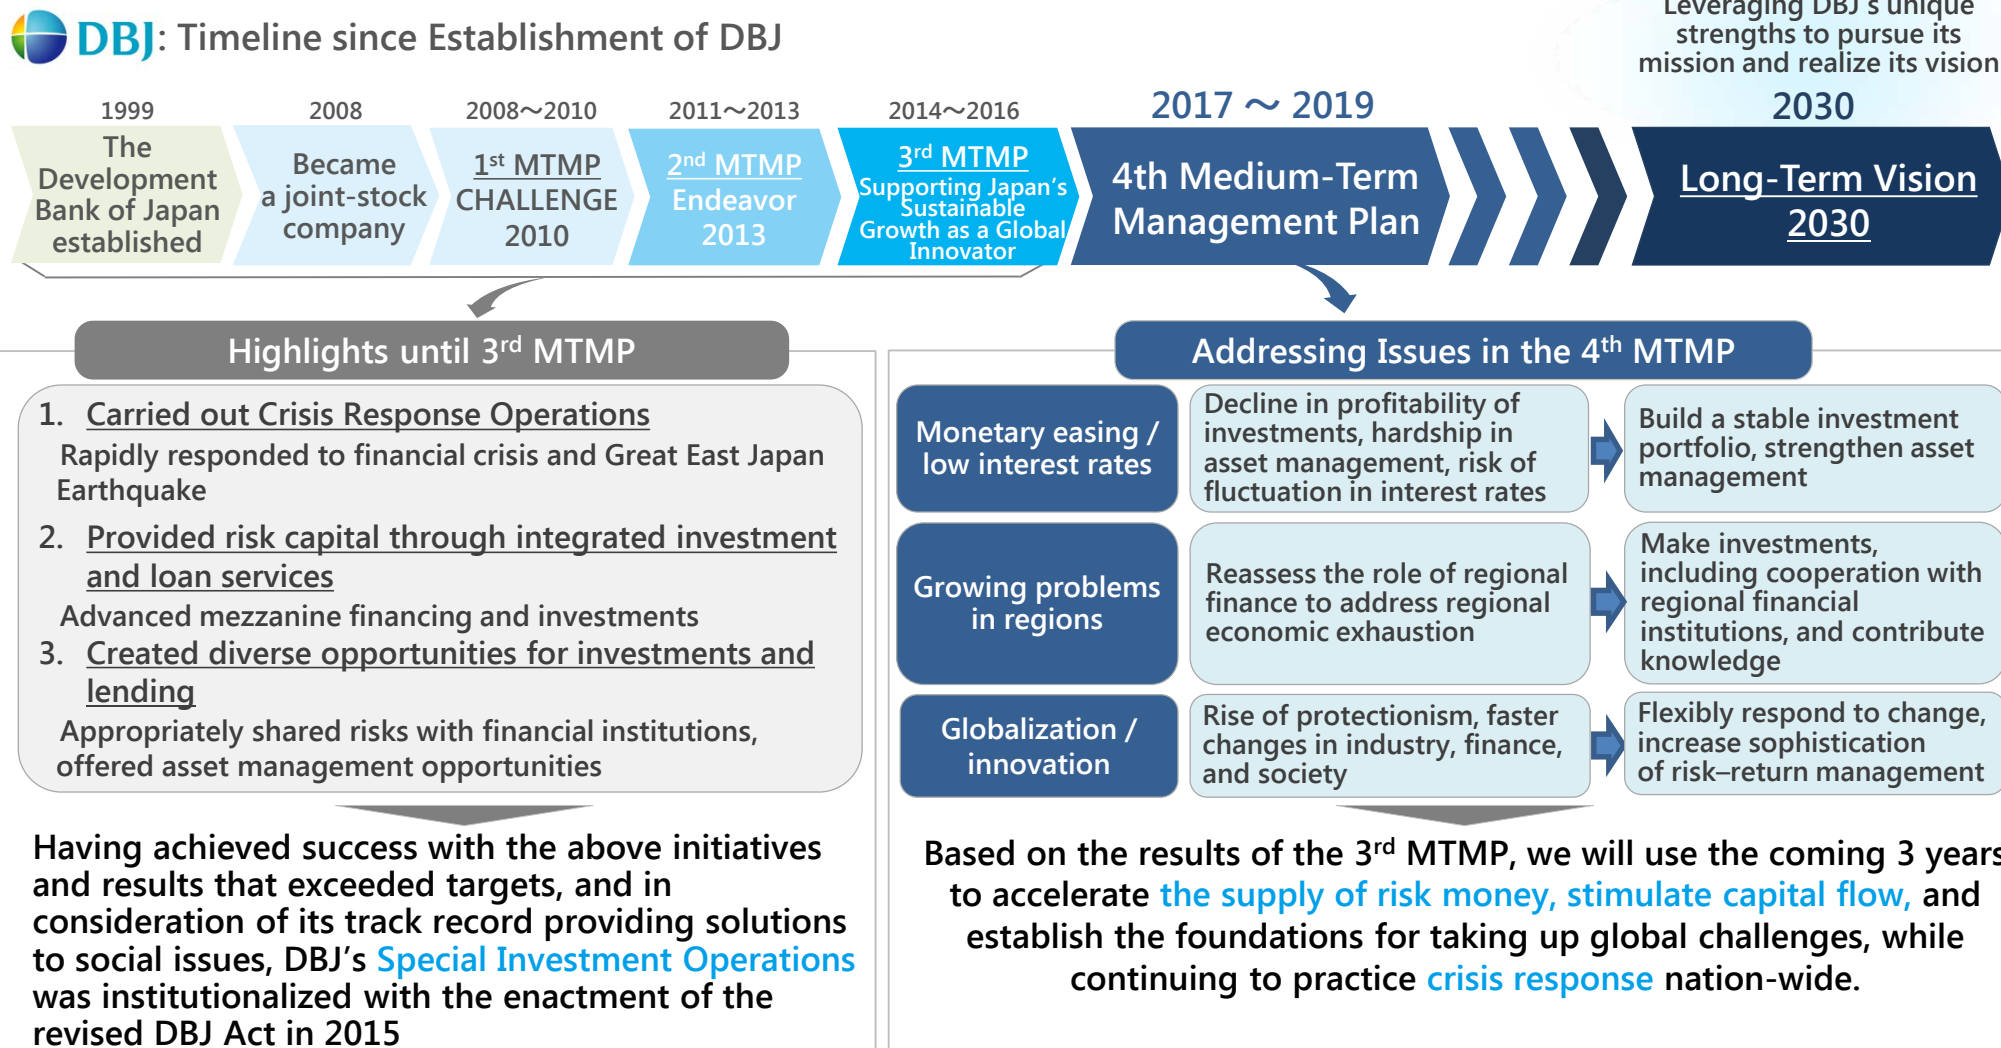 Leveraging DBJ's unique
strengths to pursue its
mission and realize its vision
DBJ: Timeline since Establishment of DBJ
1999
2008
2008～2010
2011～2013
2014～2016
2017 ～ 2019
2030
The
Development
Bank of Japan
established
Became
a joint-stock
company
1st MTMP
CHALLENGE
2010
2nd MTMP
Endeavor
2013
3rd MTMP
Supporting Japan's
Sustainable
Growth as a Global
Innovator
4th Medium-Term
Management Plan
Long-Term Vision
2030
Highlights until 3rd MTMP
1. Carried out Crisis Response Operations
Rapidly responded to financial crisis and Great East Japan
Earthquake
2. Provided risk capital through integrated investment
and loan services
Advanced mezzanine financing and investments
3. Created diverse opportunities for investments and
lending
Appropriately shared risks with financial institutions,
offered asset management opportunities
Having achieved success with the above initiatives
and results that exceeded targets, and in
consideration of its track record providing solutions
to social issues, DBJ's Special Investment Operations
was institutionalized with the enactment of the
revised DBJ Act in 2015
Addressing Issues in the 4th MTMP
Monetary easing /
low interest rates
Decline in profitability of
investments, hardship in
asset management, risk of
fluctuation in interest rates
Build a stable investment
portfolio, strengthen asset
management
Growing problems
in regions
Reassess the role of regional
finance to address regional
economic exhaustion
Make investments,
including cooperation with
regional financial
institutions, and contribute
knowledge
Globalization /
innovation
Rise of protectionism, faster
changes in industry, finance,
and society
Flexibly respond to change,
increase sophistication
of risk–return management
Based on the results of the 3rd MTMP, we will use the coming 3 years
to accelerate the supply of risk money, stimulate capital flow, and
establish the foundations for taking up global challenges, while
continuing to practice crisis response nation-wide.